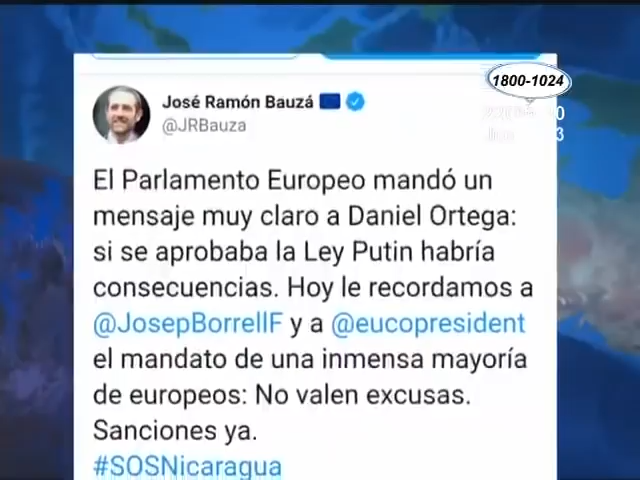 1800-1024
José Ramón Bauzá
@JRBauza
El Parlamento Europeo mandó un
mensaje muy claro a Daniel Ortega:
si se aprobaba la Ley Putin habría
consecuencias. Hoy le recordamos a
@JosepBorrellF y a @eucopresident
el mandato de una inmensa mayoría
de europeos: No valen excusas.
Sanciones ya.
#SOSNicaragua